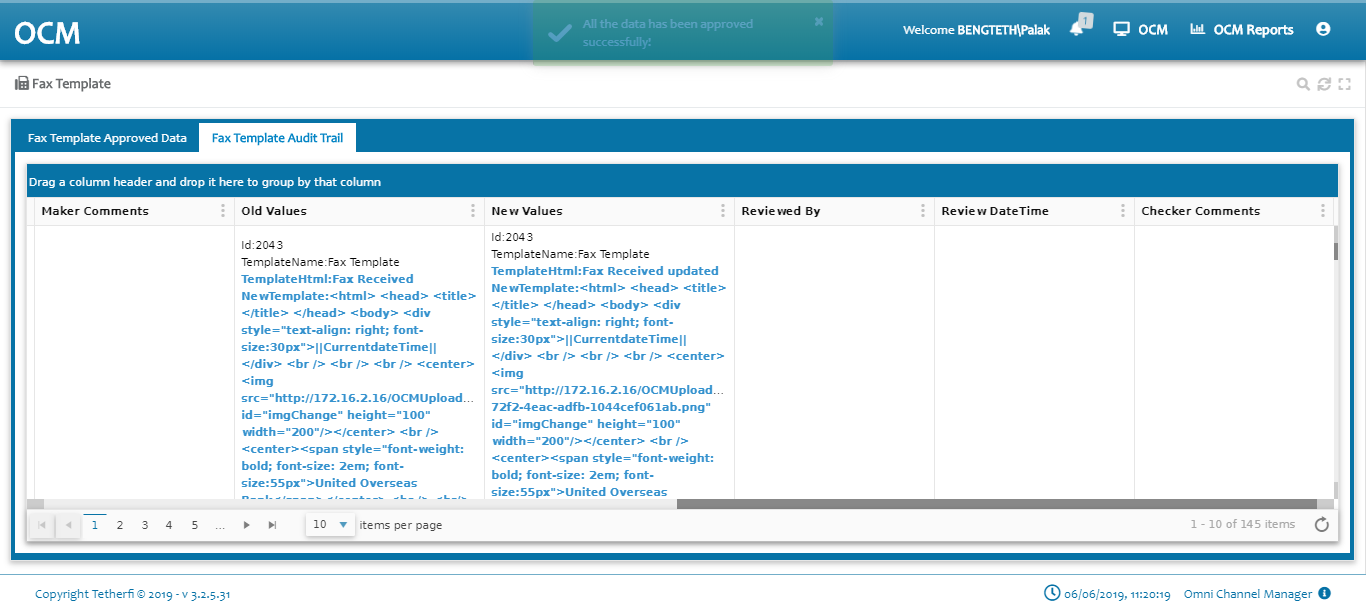 OCM
All the data has been approved
successfully!
Welcome BENGTETH\Palak
1
OCM
OCM Reports
Fax Template
Fax Template Approved Data
Fax Template Audit Trail
Drag a column header and drop it here to group by that column
Maker Comments
Old Values
New Values
Reviewed By
Review DateTime
Checker Comments
Id:2043
TemplateName:Fax Template
TemplateHtml:Fax Received
NewTemplate:<html> <head> <title>
</title> </head> <body> <div
style="text-align: right; font-
size:30px">||CurrentdateTime||
</div> <br /> <br /> <br /> <center>
<img
src="http://172.16.2.16/OCMUpload...
id="imgChange" height="100"
width="200"/></center> <br />
<center><span style="font-weight:
bold; font-size: 2em; font-
size:55px">United Overseas
Bank</span></center> <br /> <br/>
Id:2043
TemplateName:Fax Template
TemplateHtml:Fax Received updated
NewTemplate:<html> <head> <title>
</title> </head> <body> <div
style="text-align: right; font-
size:30px">||CurrentdateTime||
</div> <br /> <br /> <br /> <center>
<img
src="http://172.16.2.16/OCMUpload...
72f2-4eac-adfb-1044cef061ab.png"
id="imgChange" height="100"
width="200"/></center> <br />
<center><span style="font-weight:
bold; font-size: 2em; font-
size:55px">United Overseas
1 2 3 4 5 ...
10
items per page
1 - 10 of 145 items
Copyright Tetherfi © 2019 - v 3.2.5.31
06/06/2019, 11:20:19
Omni Channel Manager